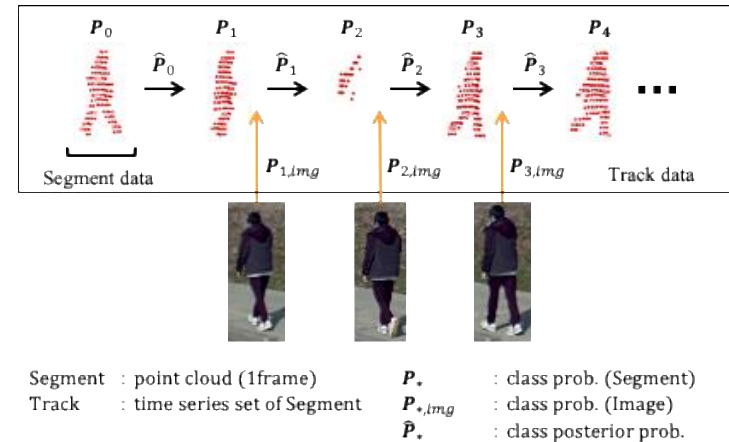 P₀ P₁ P₂ P₃ P₄
P̂₀ P̂₁ P̂₂ P̂₃
...
P₁,img P₂,img P₃,img
Segment data Track data
Segment : point cloud (1frame)
Track : time series set of Segment
P* : class prob. (Segment)
P*,img : class prob. (Image)
P̂* : class posterior prob.